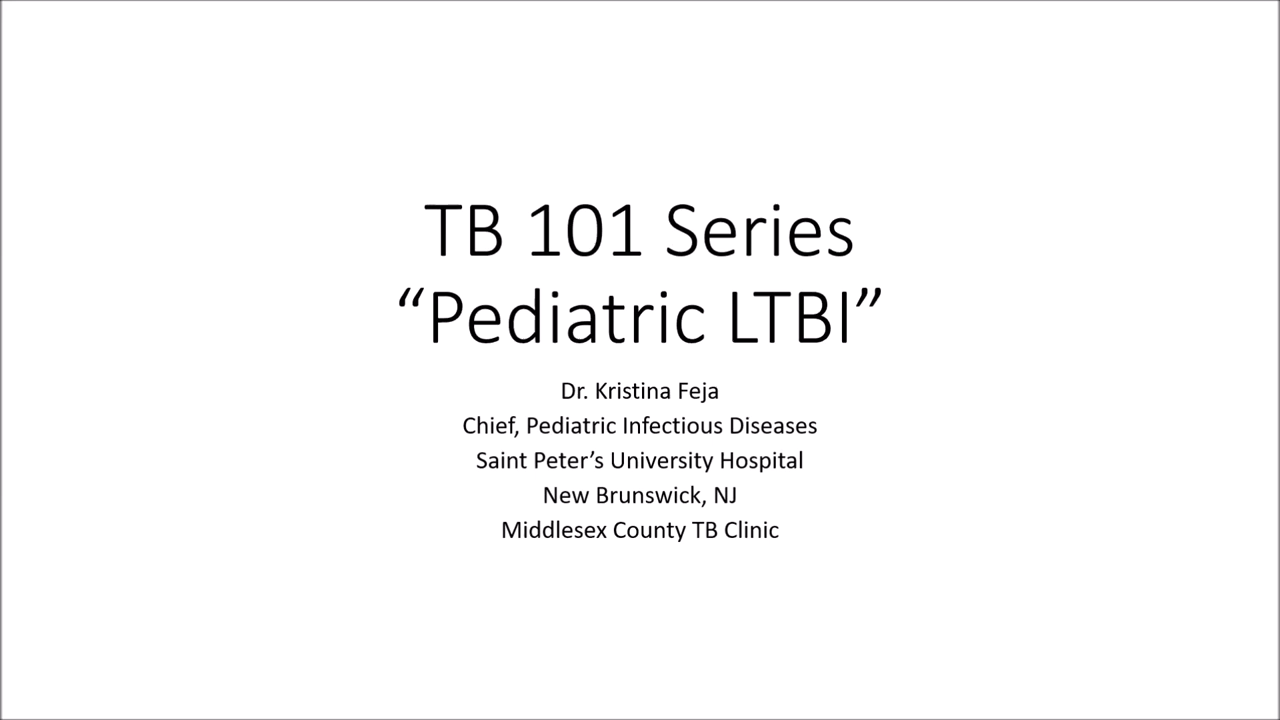 TB 101 Series
“Pediatric LTBI”
Dr. Kristina Feja
Chief, Pediatric Infectious Diseases
Saint Peter’s University Hospital
New Brunswick, NJ
Middlesex County TB Clinic